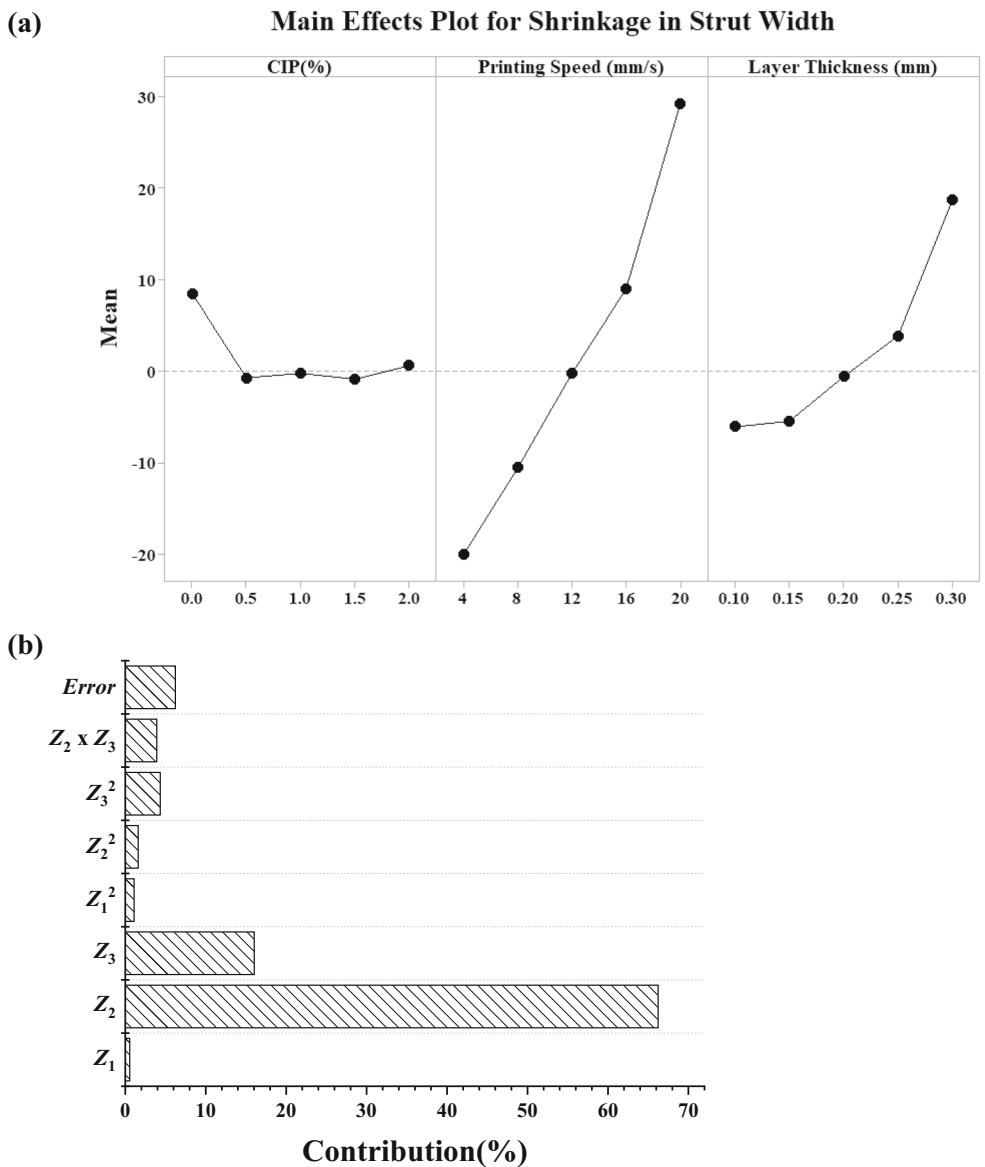 (a)
Main Effects Plot for Shrinkage in Strut Width
CIP(%) Printing Speed (mm/s) Layer Thickness (mm)
30
20
10
0
-10
-20
Mean
0.0 0.5 1.0 1.5 2.0 4 8 12 16 20 0.10 0.15 0.20 0.25 0.30
(b)
Error
Z₂ x Z₃
Z₃²
Z₂²
Z₁²
Z₃
Z₂
Z₁
0 10 20 30 40 50 60 70
Contribution(%)